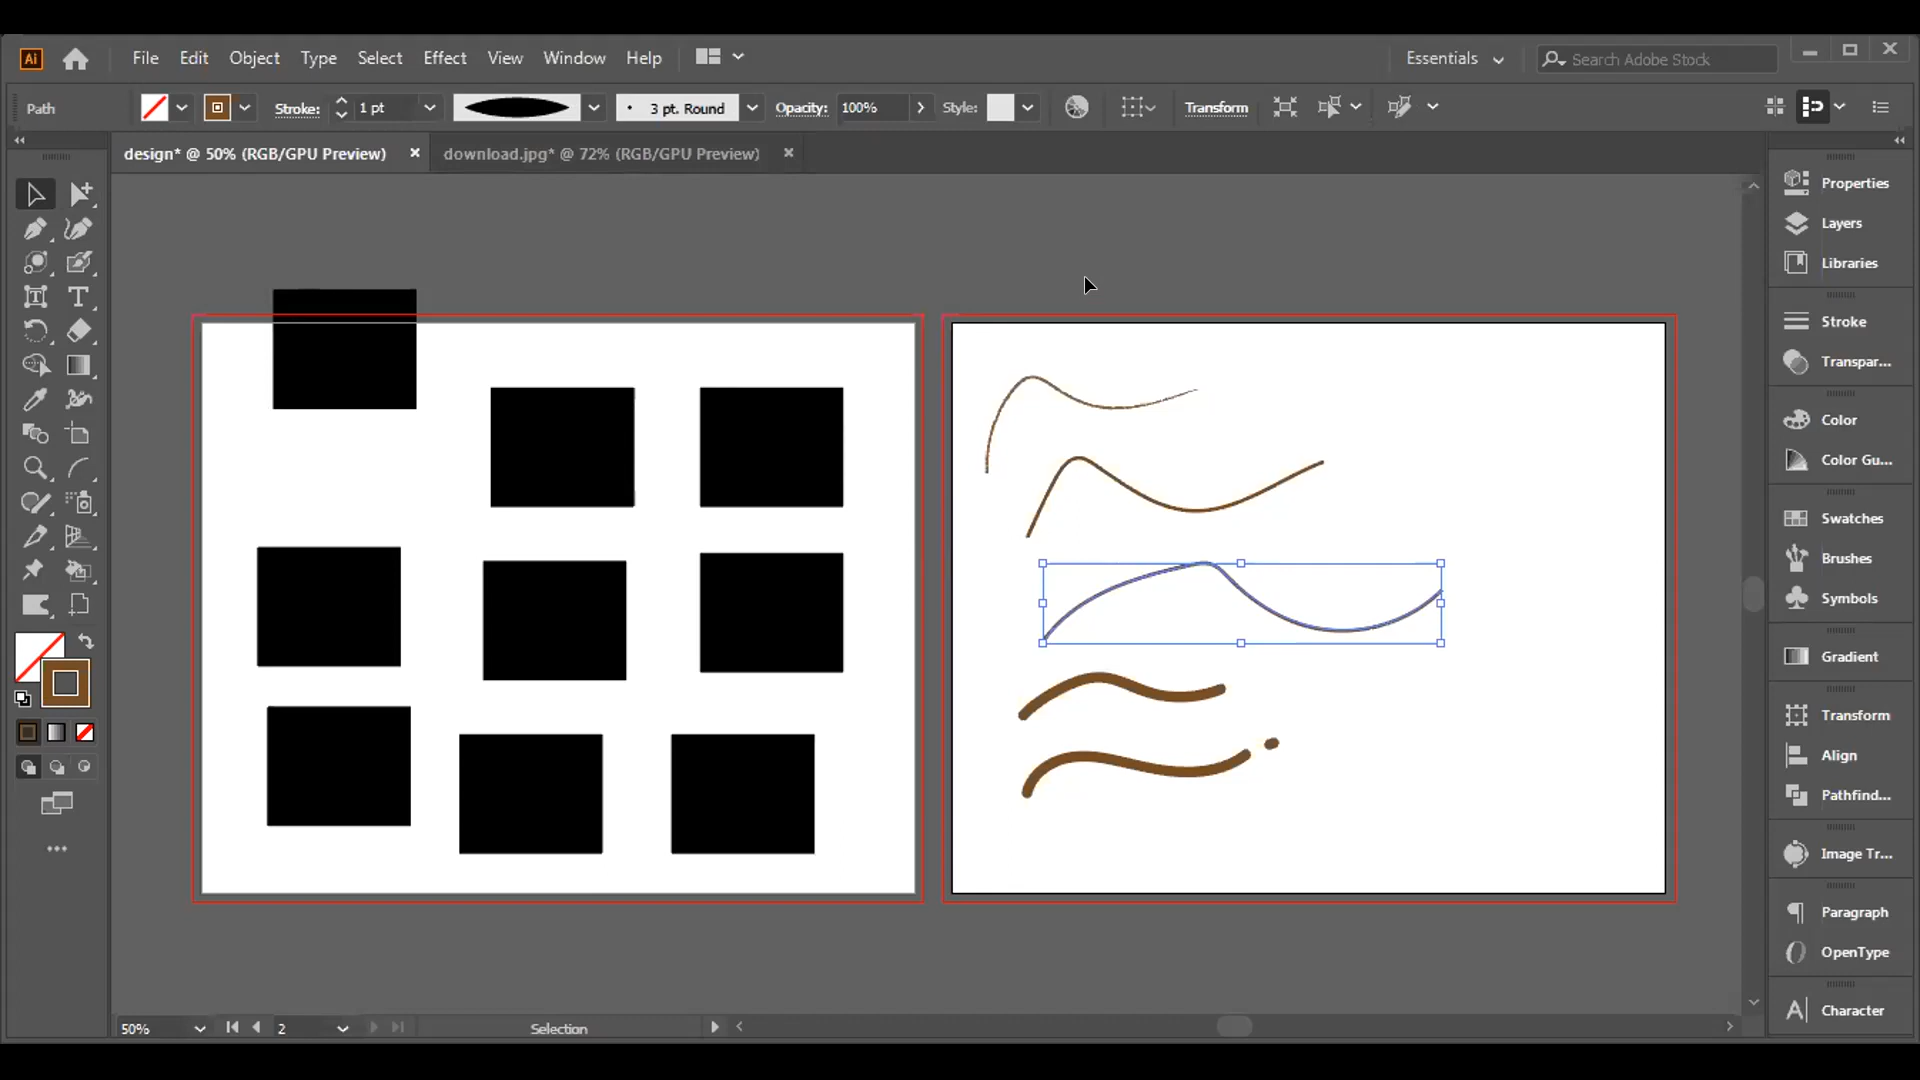 Ai File Edit Object Type Select Effect View Window Help Essentials Search Adobe Stock
Path Stroke: 1 pt 3 pt. Round Opacity: 100% Style: Transform
design* @ 50% (RGB/GPU Preview) download.jpg* @ 72% (RGB/GPU Preview)
Properties
Layers
Libraries
Stroke
Transpar...
Color
Color Gu...
Swatches
Brushes
Symbols
Gradient
Transform
Align
Pathfind...
Image Tr...
Paragraph
OpenType
Character
50% 2 Selection